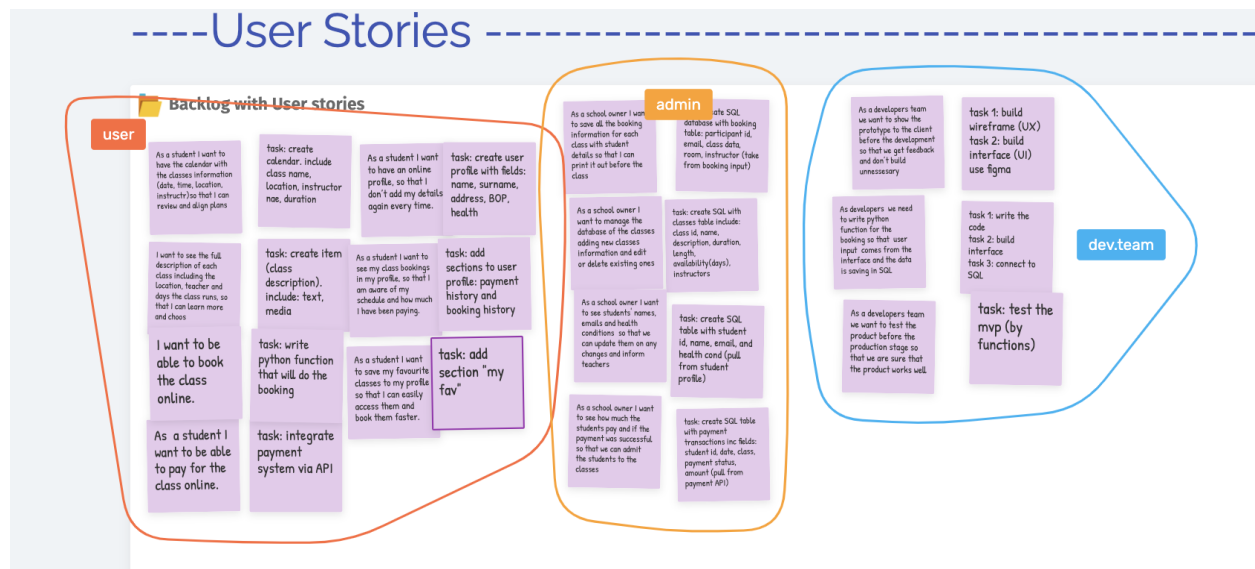 ----User Stories ----
Backlog with User stories
user
As a student I want to
have the calendar with
the classes information
(date, time, location,
instructr)so that I can
review and align plans
task: create
calendar. include
class name,
location, instructor
nae, duration
As a student I want
to have an online
profile, so that I
don't add my details
again every time.
task: create user
profile with fields:
name, surname,
address, BOP,
health
I want to see the full
description of each
class including the
location, teacher and
days the class runs, so
that I can learn more
and choos
task: create item
(class
description).
include: text,
media
As a student I want to
see my class bookings
in my profile, so that I
am aware of my
schedule and how much
I have been paying.
task: add
sections to user
profile: payment
history and
booking history
I want to be
able to book
the class
online.
task: write
python function
that will do the
booking
As a student I want
to save my favourite
classes to my profile
so that I can easily
access them and
book them faster.
task: add
section "my
fav"
As a student I
want to be able
to pay for the
class online.
task: integrate
payment
system via API
admin
As a school owner I want
to save all the booking
information for each
class with student
details so that I can
print it out before the
class
create SQL
database with booking
table: participant id,
email, class data,
room, instructor (take
from booking input)
As a school owner I
want to manage the
database of the classes
adding new classes
information and edit
or delete existing ones
task: create SQL with
classes table include:
class id, name,
description, duration,
length,
availability(days),
instructors
As a school owner I want
to see students' names,
emails and health
conditions so that we
can update them on any
changes and inform
teachers
task: create SQL
table with student
id, name, email, and
health cond (pull
from student
profile)
As a school owner I want
to see how much the
students pay and if the
payment was successful
so that we can admit
the students to the
classes
task: create SQL table
with payment
transactions inc fields:
student id, date, class,
payment status,
amount (pull from
payment API)
dev.team
As a developers team
we want to show the
prototype to the client
before the development
so that we get feedback
and don't build
unnessesary
task 1: build
wireframe (UX)
task 2: build
interface (UI)
use figma
As developers we need
to write python
function for the
booking so that user
input comes from the
interface and the data
is saving in SQL
task 1: write the
code
task 2: build
interface
task 3: connect to
SQL
As a developers team
we want to test the
product before the
production stage so
that we are sure that
the product works well
task: test the
mvp (by
functions)